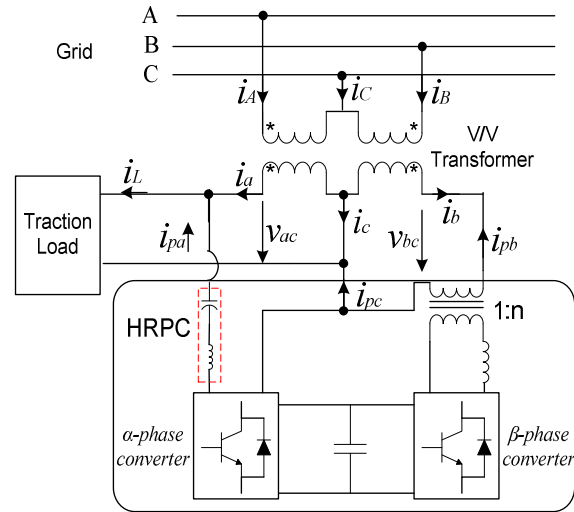 A
B
Grid
C
iA
iC
iB
*
*
V/V
Transformer
*
*
iL
ia
ib
Traction
Load
ipa
vac
ic
vbc
ipb
ipc
HRPC
1:n
α-phase
converter
β-phase
converter